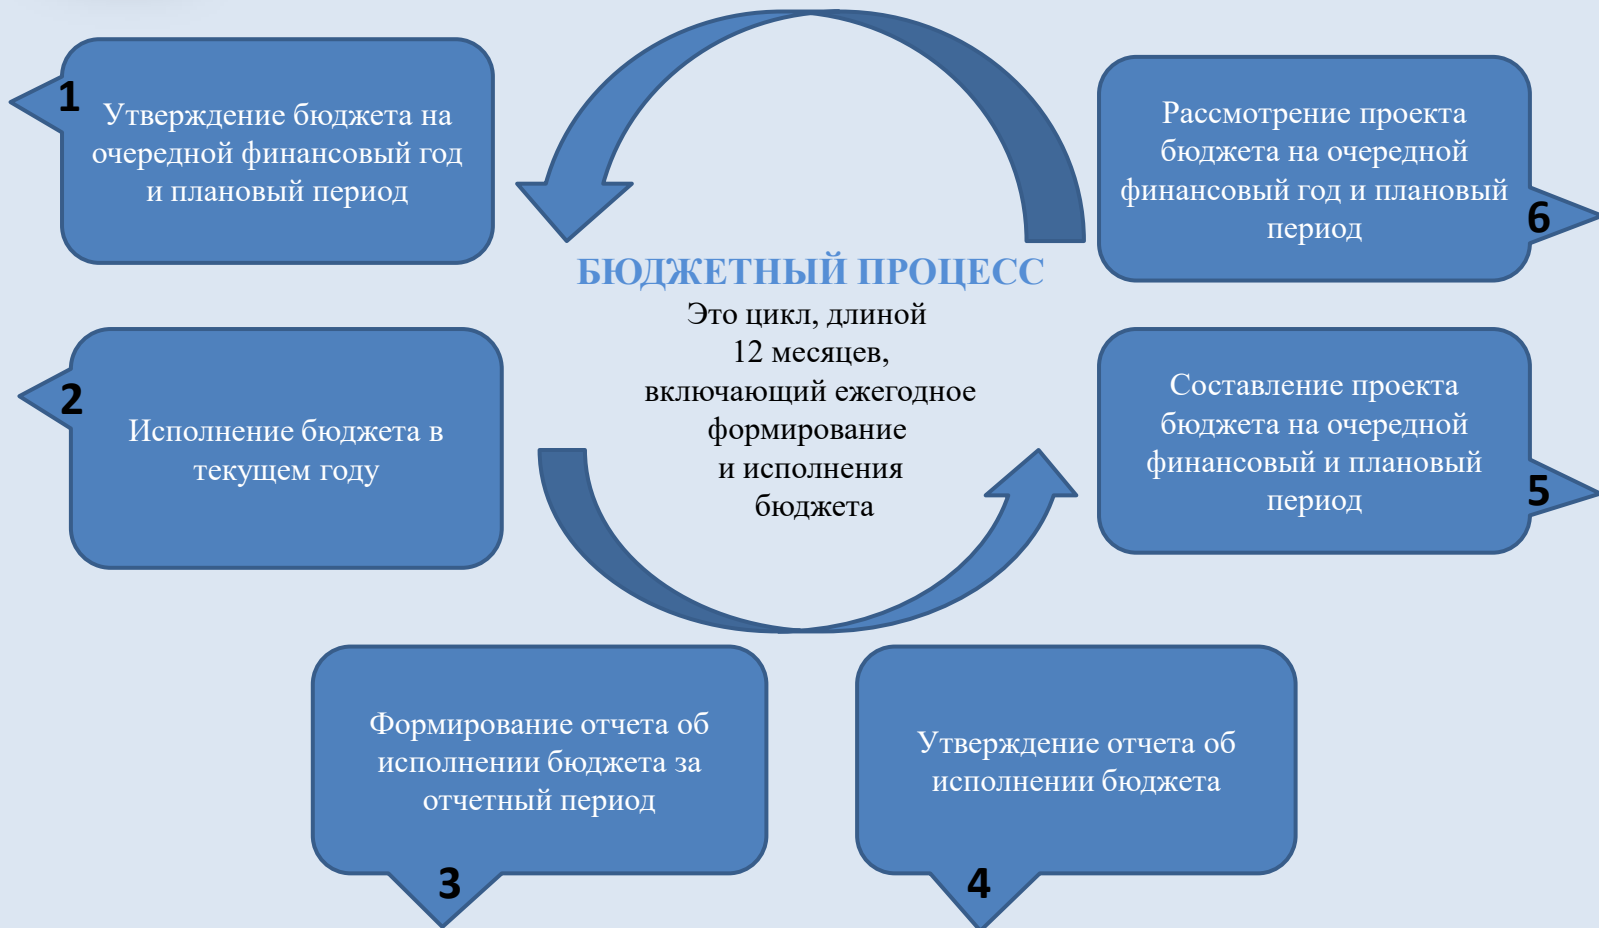 1
Утверждение бюджета на
очередной финансовый год
и плановый период
2
Исполнение бюджета в
текущем году
3
Формирование отчета об
исполнении бюджета за
отчетный период
4
Утверждение отчета об
исполнении бюджета
5
Составление проекта
бюджета на очередной
финансовый и плановый
период
6
Рассмотрение проекта
бюджета на очередной
финансовый год и плановый
период
БЮДЖЕТНЫЙ ПРОЦЕСС
Это цикл, длиной
12 месяцев,
включающий ежегодное
формирование
и исполнения
бюджета